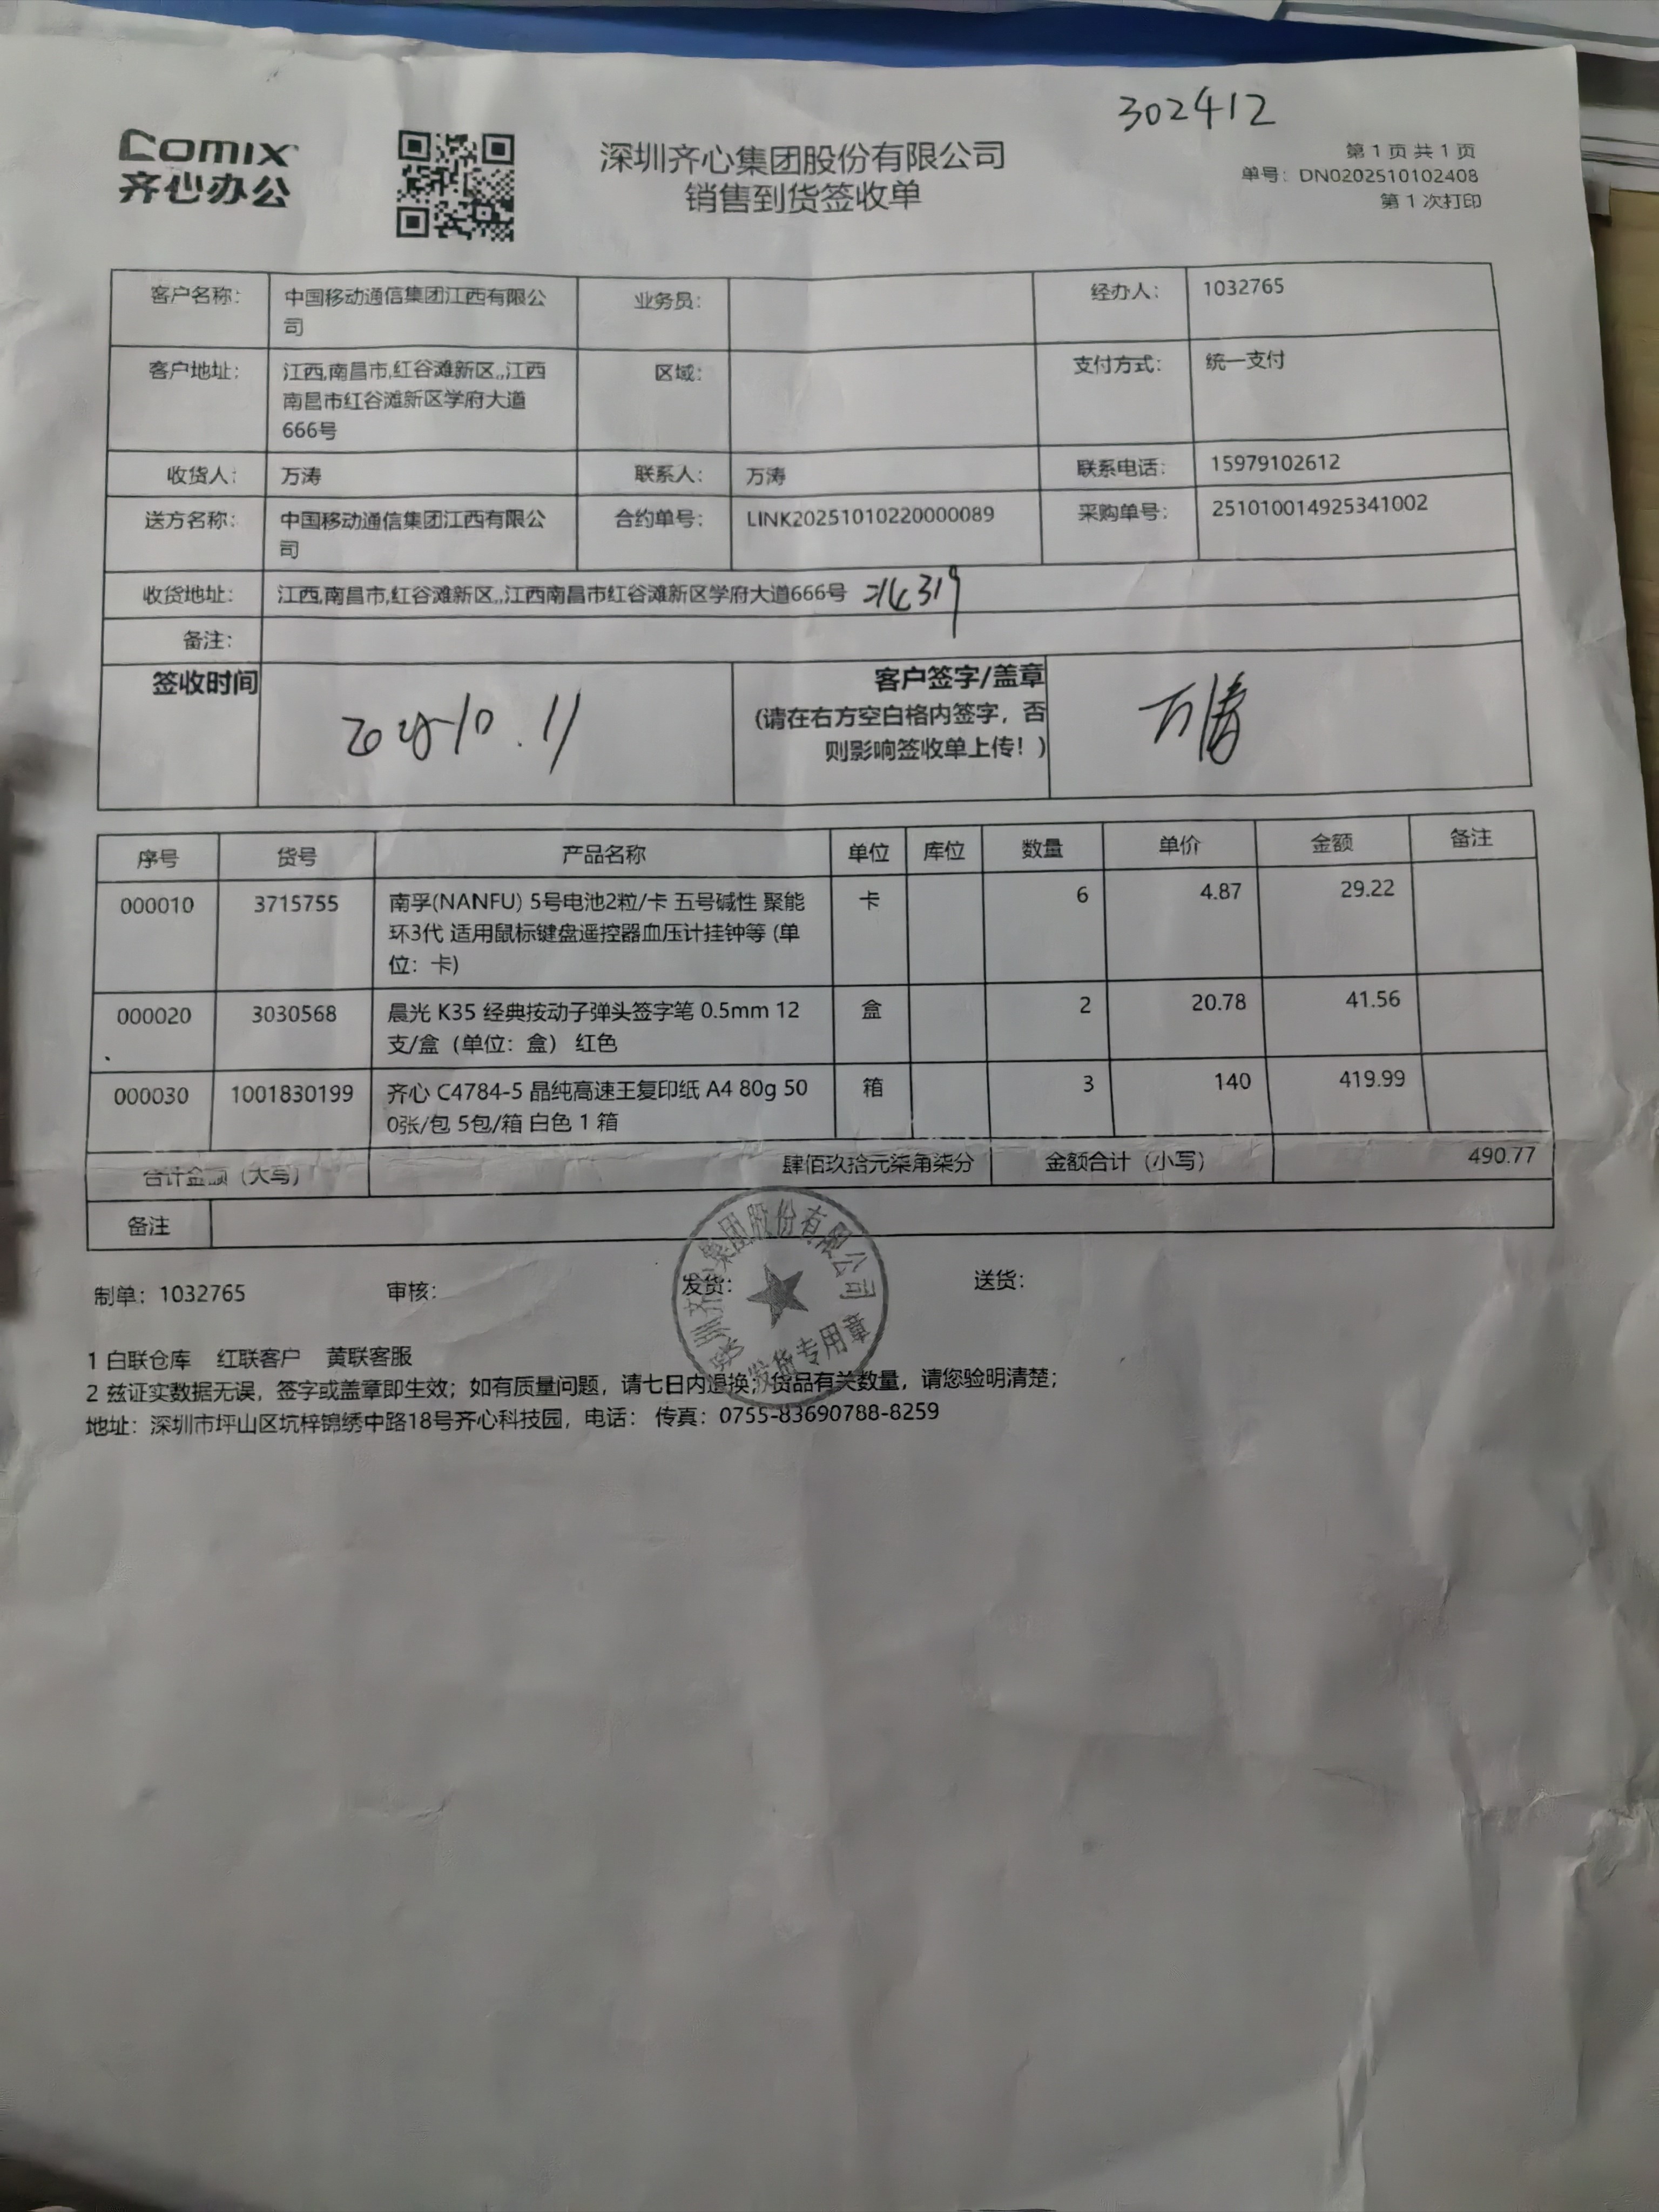 302412
Comix
齐心办公
深圳齐心集团股份有限公司
销售到货签收单
第1页共1页
单号：DN0202510102408
第1次打印
客户名称： 中国移动通信集团江西有限公 业务员： 经办人： 1032765
司
客户地址： 江西,南昌市,红谷滩新区,,江西 区域： 支付方式： 统一支付
南昌市红谷滩新区学府大道
666号
收货人： 万涛 联系人： 万涛 联系电话： 15979102612
送方名称： 中国移动通信集团江西有限公 合约单号： LINK20251010220000089 采购单号： 251010014925341002
司
收货地址： 江西,南昌市,红谷滩新区,,江西南昌市红谷滩新区学府大道666号
备注：
签收时间 10.11 客户签字/盖章 万涛
(请在右方空白格内签字，否
则影响签收单上传！)
序号 货号 产品名称 单位 库位 数量 单价 金额 备注
000010 3715755 南孚(NANFU) 5号电池2粒/卡 五号碱性 聚能 卡 6 4.87 29.22
环3代 适用鼠标键盘遥控器血压计挂钟等 (单
位：卡)
000020 3030568 晨光 K35 经典按动子弹头签字笔 0.5mm 12 盒 2 20.78 41.56
支/盒（单位：盒） 红色
000030 1001830199 齐心 C4784-5 晶纯高速王复印纸 A4 80g 50 箱 3 140 419.99
0张/包 5包/箱 白色 1 箱
合计金额（大写） 肆佰玖拾元柒角柒分 金额合计（小写） 490.77
备注
深圳齐心集团股份有限公司
发货专用章
制单：1032765 审核： 发货： 送货：
1 白联仓库 红联客户 黄联客服
2 兹证实数据无误，签字或盖章即生效；如有质量问题，请七日内退换；货品有关数量，请您验明清楚；
地址：深圳市坪山区坑梓锦绣中路18号齐心科技园，电话： 传真：0755-83690788-8259